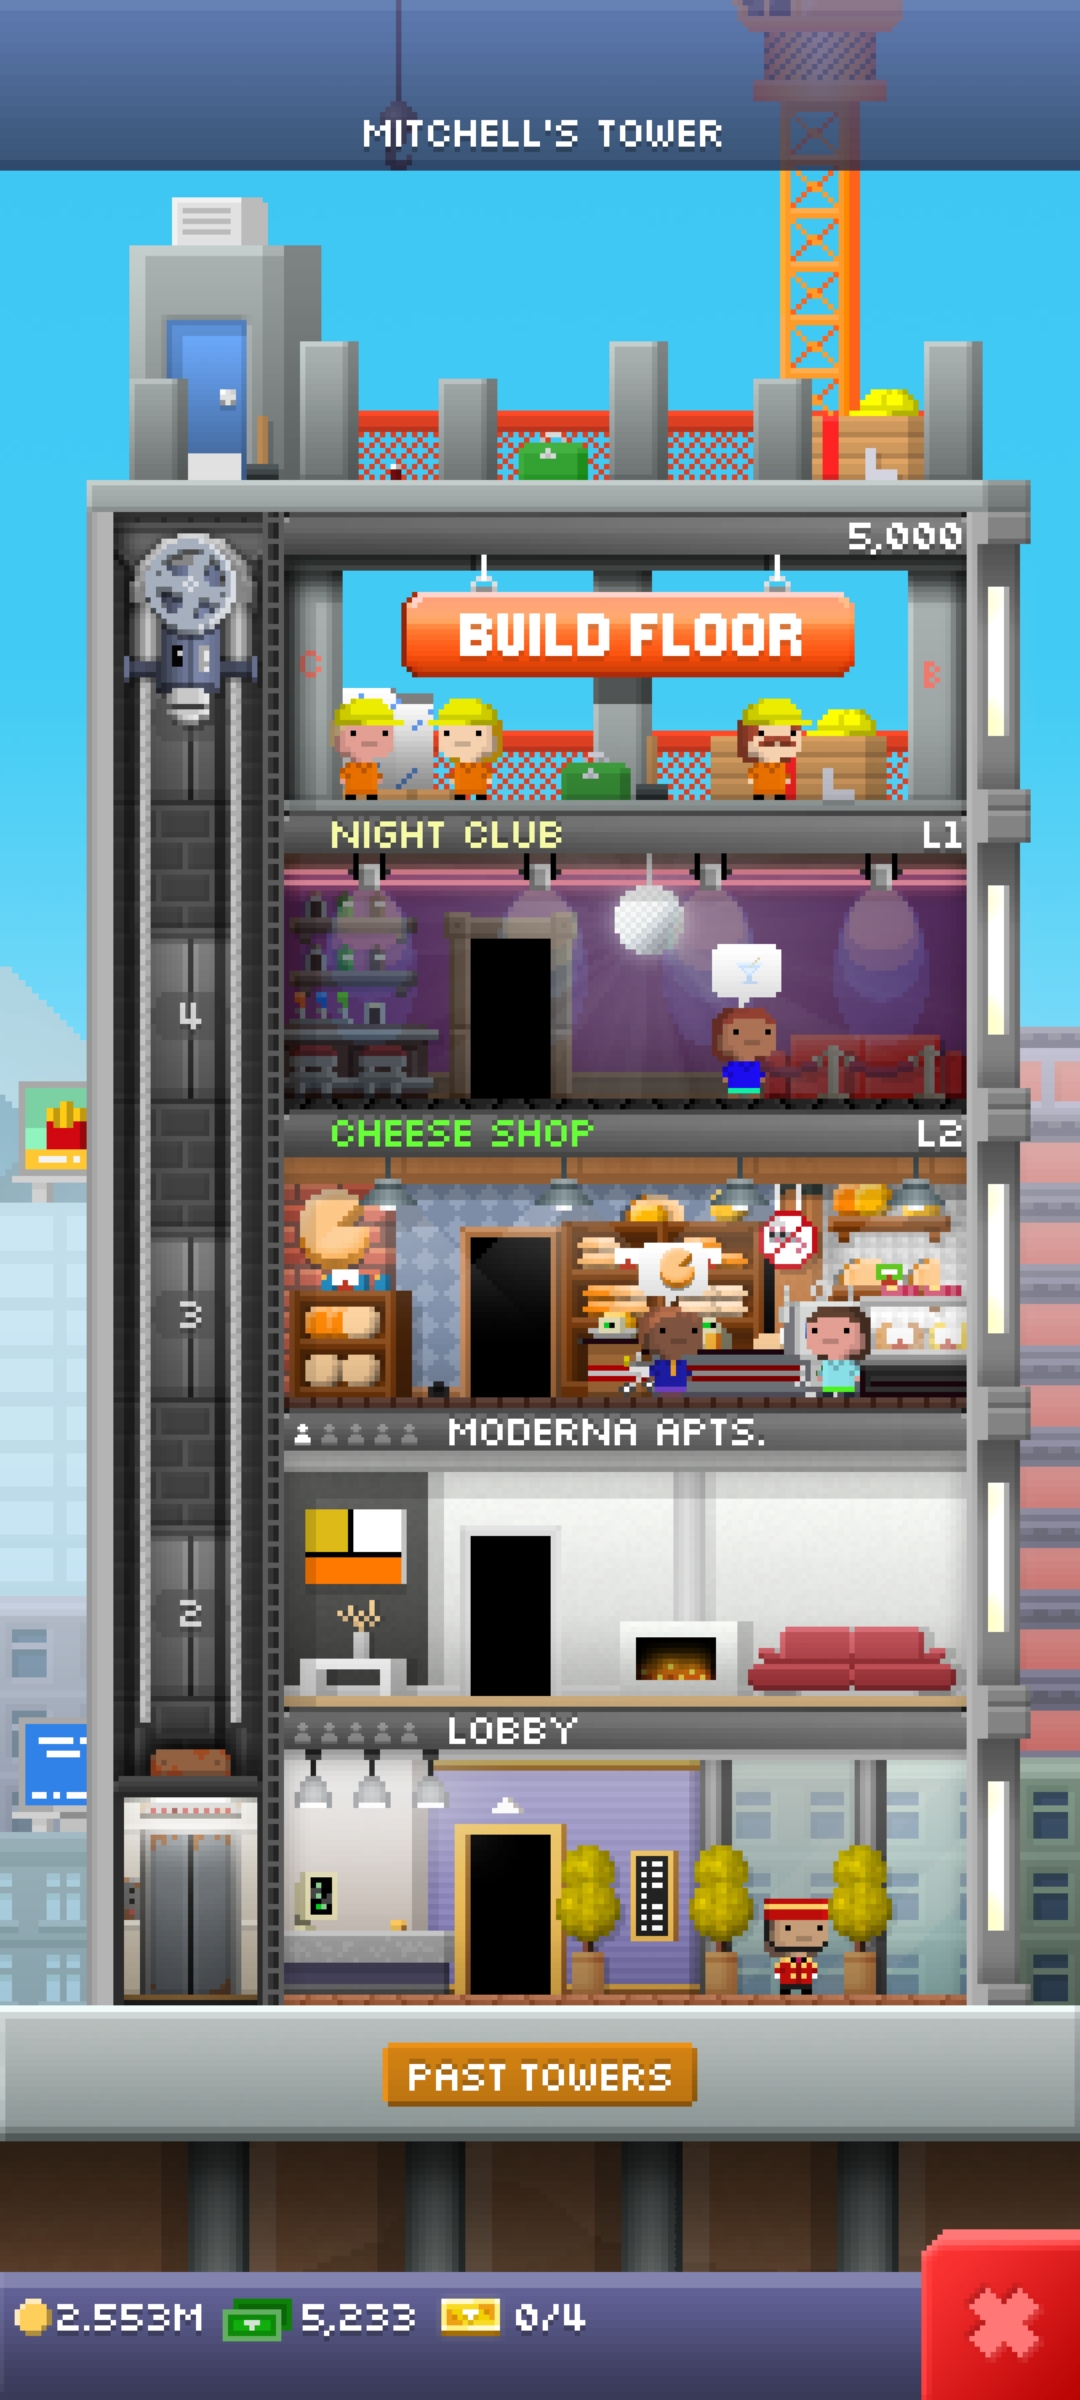 MITCHELL'S TOWER
5,000
BUILD FLOOR
C
B
NIGHT CLUB L1
4
CHEESE SHOP L2
3
MODERNA APTS.
2
LOBBY
PAST TOWERS
2.553M 5,233 0/4